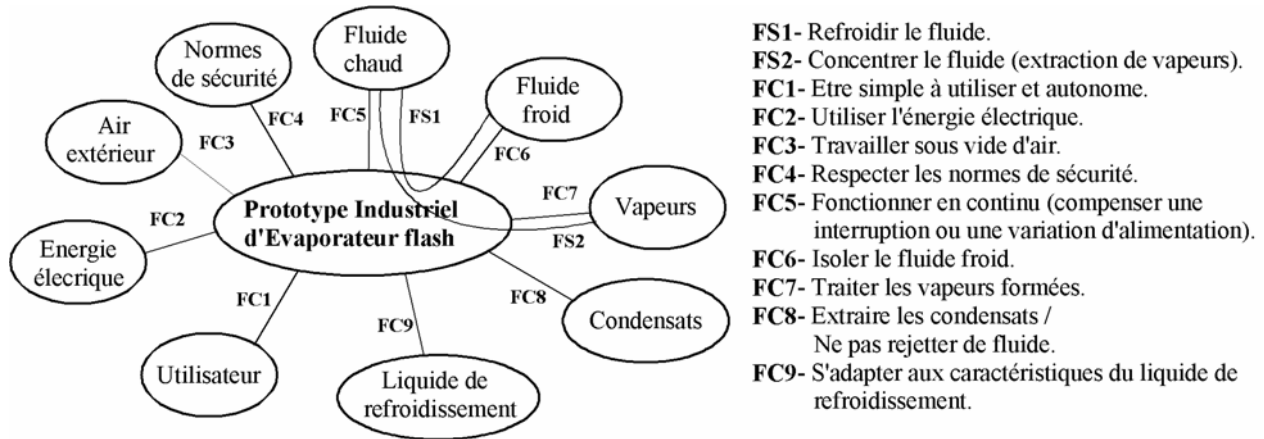 Normes
de sécurité
Fluide
chaud
Fluide
froid
Air
extérieur
FC4
FC5
FS1
FC3
FC6
FC7
Vapeurs
FC2
Prototype Industriel
d'Evaporateur flash
FS2
Energie
élecrique
FC1
FC8
Condensats
FC9
Utilisateur
Liquide de
refroidissement
FS1- Refroidir le fluide.
FS2- Concentrer le fluide (extraction de vapeurs).
FC1- Etre simple à utiliser et autonome.
FC2- Utiliser l'énergie électrique.
FC3- Travailler sous vide d'air.
FC4- Respecter les normes de sécurité.
FC5- Fonctionner en continu (compenser une
interruption ou une variation d'alimentation).
FC6- Isoler le fluide froid.
FC7- Traiter les vapeurs formées.
FC8- Extraire les condensats /
Ne pas rejetter de fluide.
FC9- S'adapter aux caractéristiques du liquide de
refroidissement.